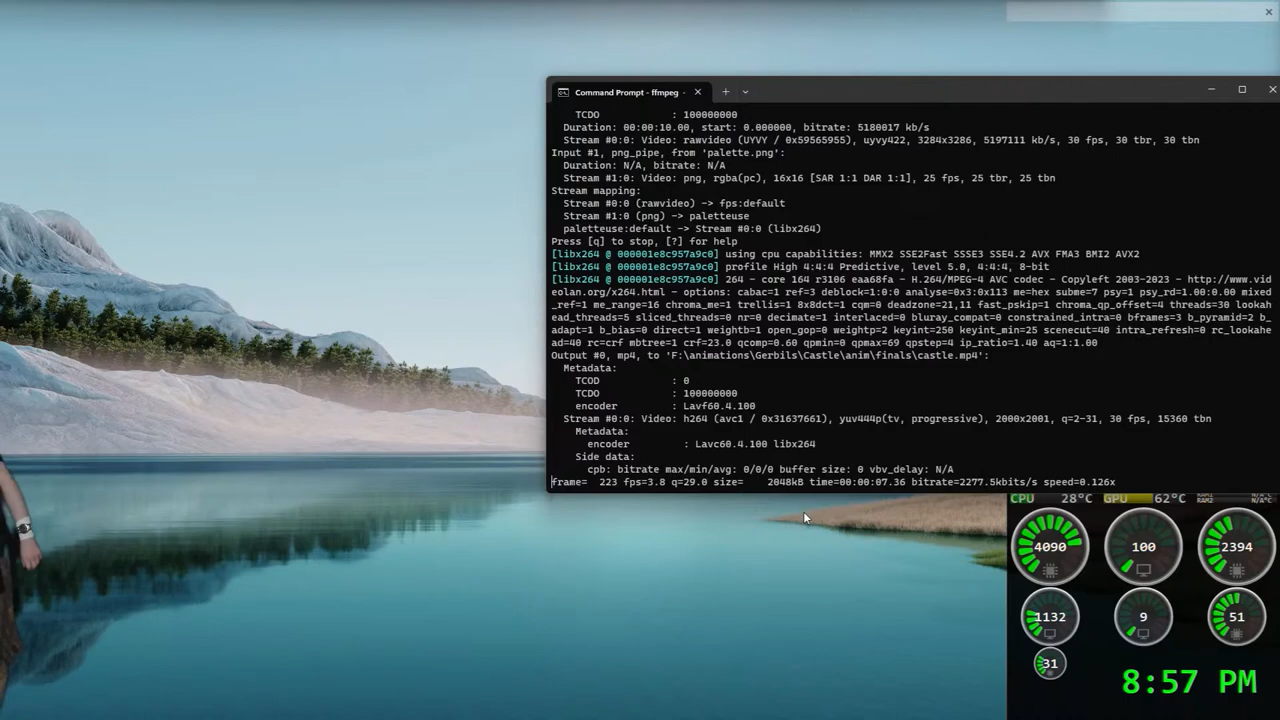 Command Prompt - ffmpeg -
TCDO : 100000000
Duration: 00:00:10.00, start: 0.000000, bitrate: 5180017 kb/s
Stream #0:0: Video: rawvideo (UYVY / 0x59565955), uyvy422, 3284x3286, 5197111 kb/s, 30 fps, 30 tbr, 30 tbn
Input #1, png_pipe, from 'palette.png':
Duration: N/A, bitrate: N/A
Stream #1:0: Video: png, rgba(pc), 16x16 [SAR 1:1 DAR 1:1], 25 fps, 25 tbr, 25 tbn
Stream mapping:
Stream #0:0 (rawvideo) -> fps:default
Stream #1:0 (png) -> paletteuse
paletteuse:default -> Stream #0:0 (libx264)
Press [q] to stop, [?] for help
[libx264 @ 000001e8c957a9c0] using cpu capabilities: MMX2 SSE2Fast SSSE3 SSE4.2 AVX FMA3 BMI2 AVX2
[libx264 @ 000001e8c957a9c0] profile High 4:4:4 Predictive, level 5.0, 4:4:4, 8-bit
[libx264 @ 000001e8c957a9c0] 264 - core 164 r3106 eaa68fa - H.264/MPEG-4 AVC codec - Copyleft 2003-2023 - http://www.vid
eolan.org/x264.html - options: cabac=1 ref=3 deblock=1:0:0 analyse=0x3:0x113 me=hex subme=7 psy=1 psy_rd=1.00:0.00 mixed
_ref=1 me_range=16 chroma_me=1 trellis=1 8x8dct=1 cqm=0 deadzone=21,11 fast_pskip=1 chroma_qp_offset=4 threads=30 lookah
ead_threads=5 sliced_threads=0 nr=0 decimate=1 interlaced=0 bluray_compat=0 constrained_intra=0 bframes=3 b_pyramid=2 b_
adapt=1 b_bias=0 direct=1 weightb=1 open_gop=0 weightp=2 keyint=250 keyint_min=25 scenecut=40 intra_refresh=0 rc_lookahe
ad=40 rc=crf mbtree=1 crf=23.0 qcomp=0.60 qpmin=0 qpmax=69 qpstep=4 ip_ratio=1.40 aq=1:1.00
Output #0, mp4, to 'F:\animations\Gerbils\Castle\anim\finals\castle.mp4':
Metadata:
TCOD : 0
TCDO : 100000000
encoder : Lavf60.4.100
Stream #0:0: Video: h264 (avc1 / 0x31637661), yuv444p(tv, progressive), 2000x2001, q=2-31, 30 fps, 15360 tbn
Metadata:
encoder : Lavc60.4.100 libx264
Side data:
cpb: bitrate max/min/avg: 0/0/0 buffer size: 0 vbv_delay: N/A
frame= 223 fps=3.8 q=29.0 size= 2048kB time=00:00:07.36 bitrate=2277.5kbits/s speed=0.126x
CPU 28°C GPU 62°C
4090 100 2394
1132 9 51
31
8:57 PM